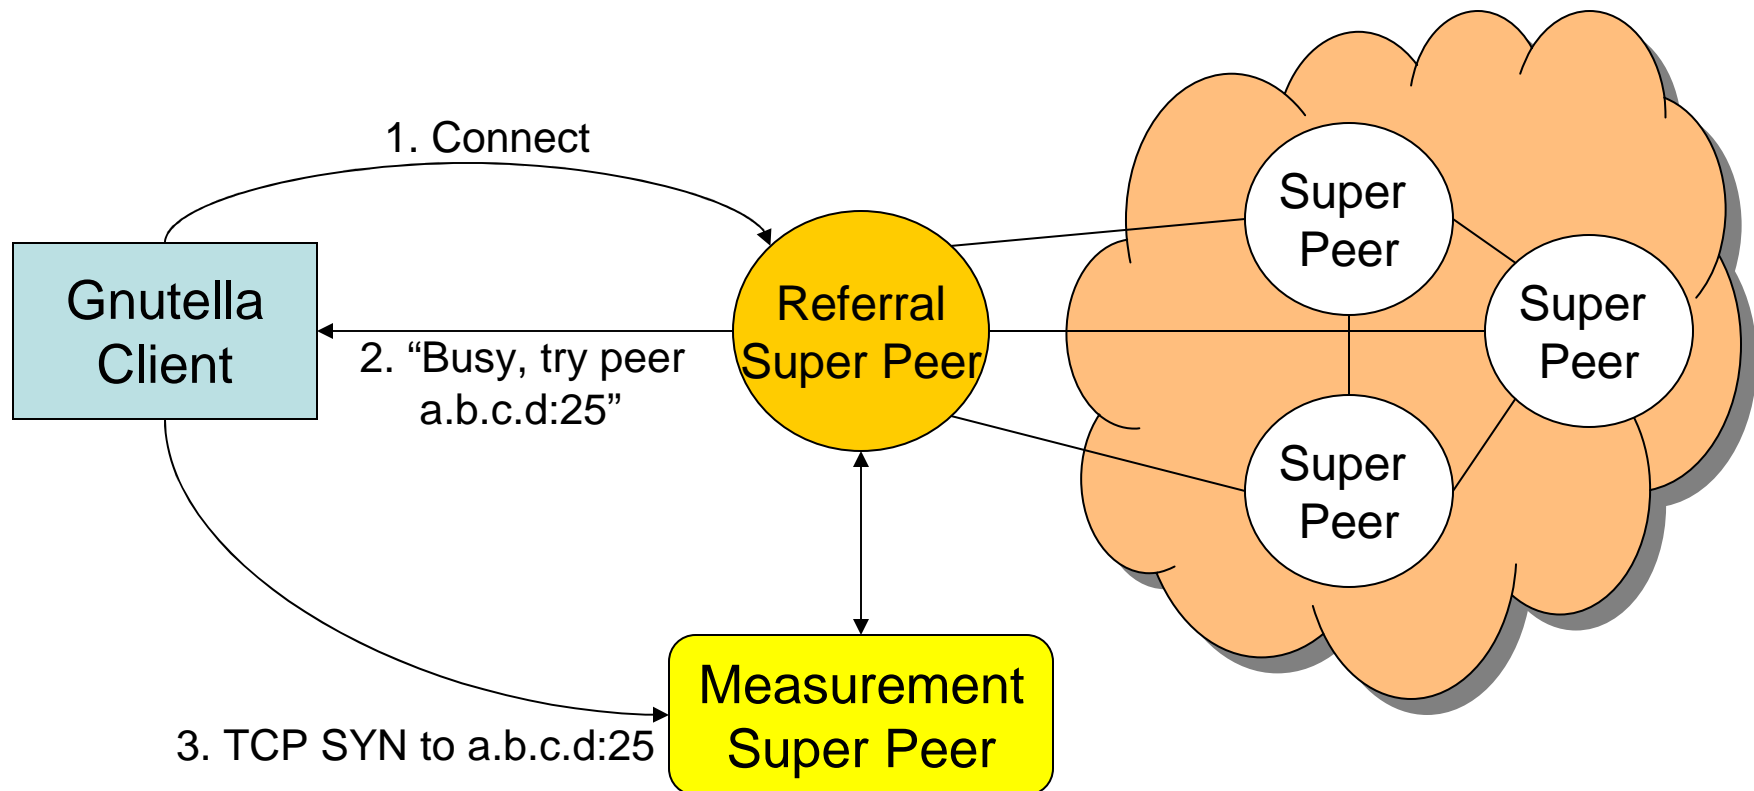 1. Connect
Gnutella
Client
2. “Busy, try peer
a.b.c.d:25”
Referral
Super Peer
Super
Peer
Super
Peer
Super
Peer
3. TCP SYN to a.b.c.d:25
Measurement
Super Peer